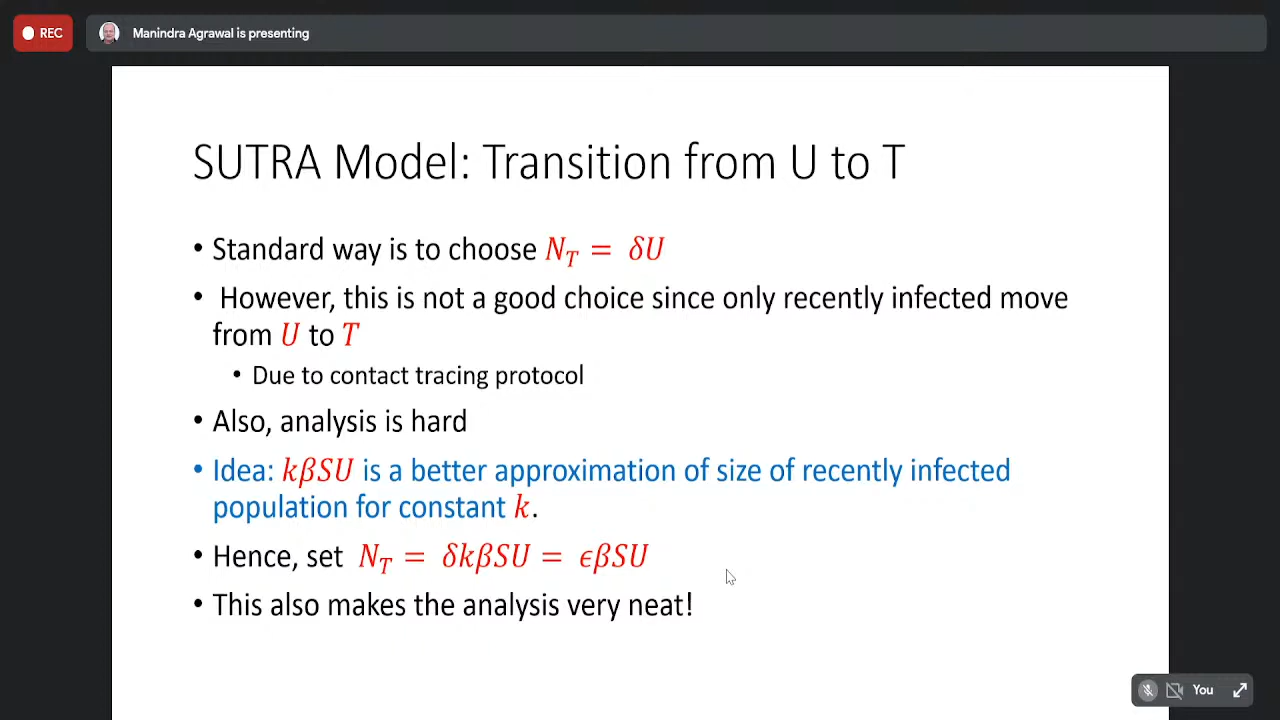 REC
Manindra Agrawal is presenting
SUTRA Model: Transition from U to T
• Standard way is to choose N_T = δU
• However, this is not a good choice since only recently infected move
from U to T
• Due to contact tracing protocol
• Also, analysis is hard
• Idea: kβSU is a better approximation of size of recently infected
population for constant k.
• Hence, set N_T = δkβSU = ϵβSU
• This also makes the analysis very neat!
You